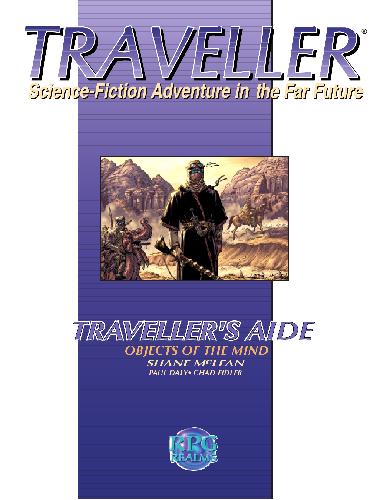 TRAVELLER®
Science-Fiction Adventure in the Far Future
TRAVELLER'S AIDE
OBJECTS OF THE MIND
SHANE MCLEAN
PAUL DALY• CHAD FIDLER
RPG
REALMS